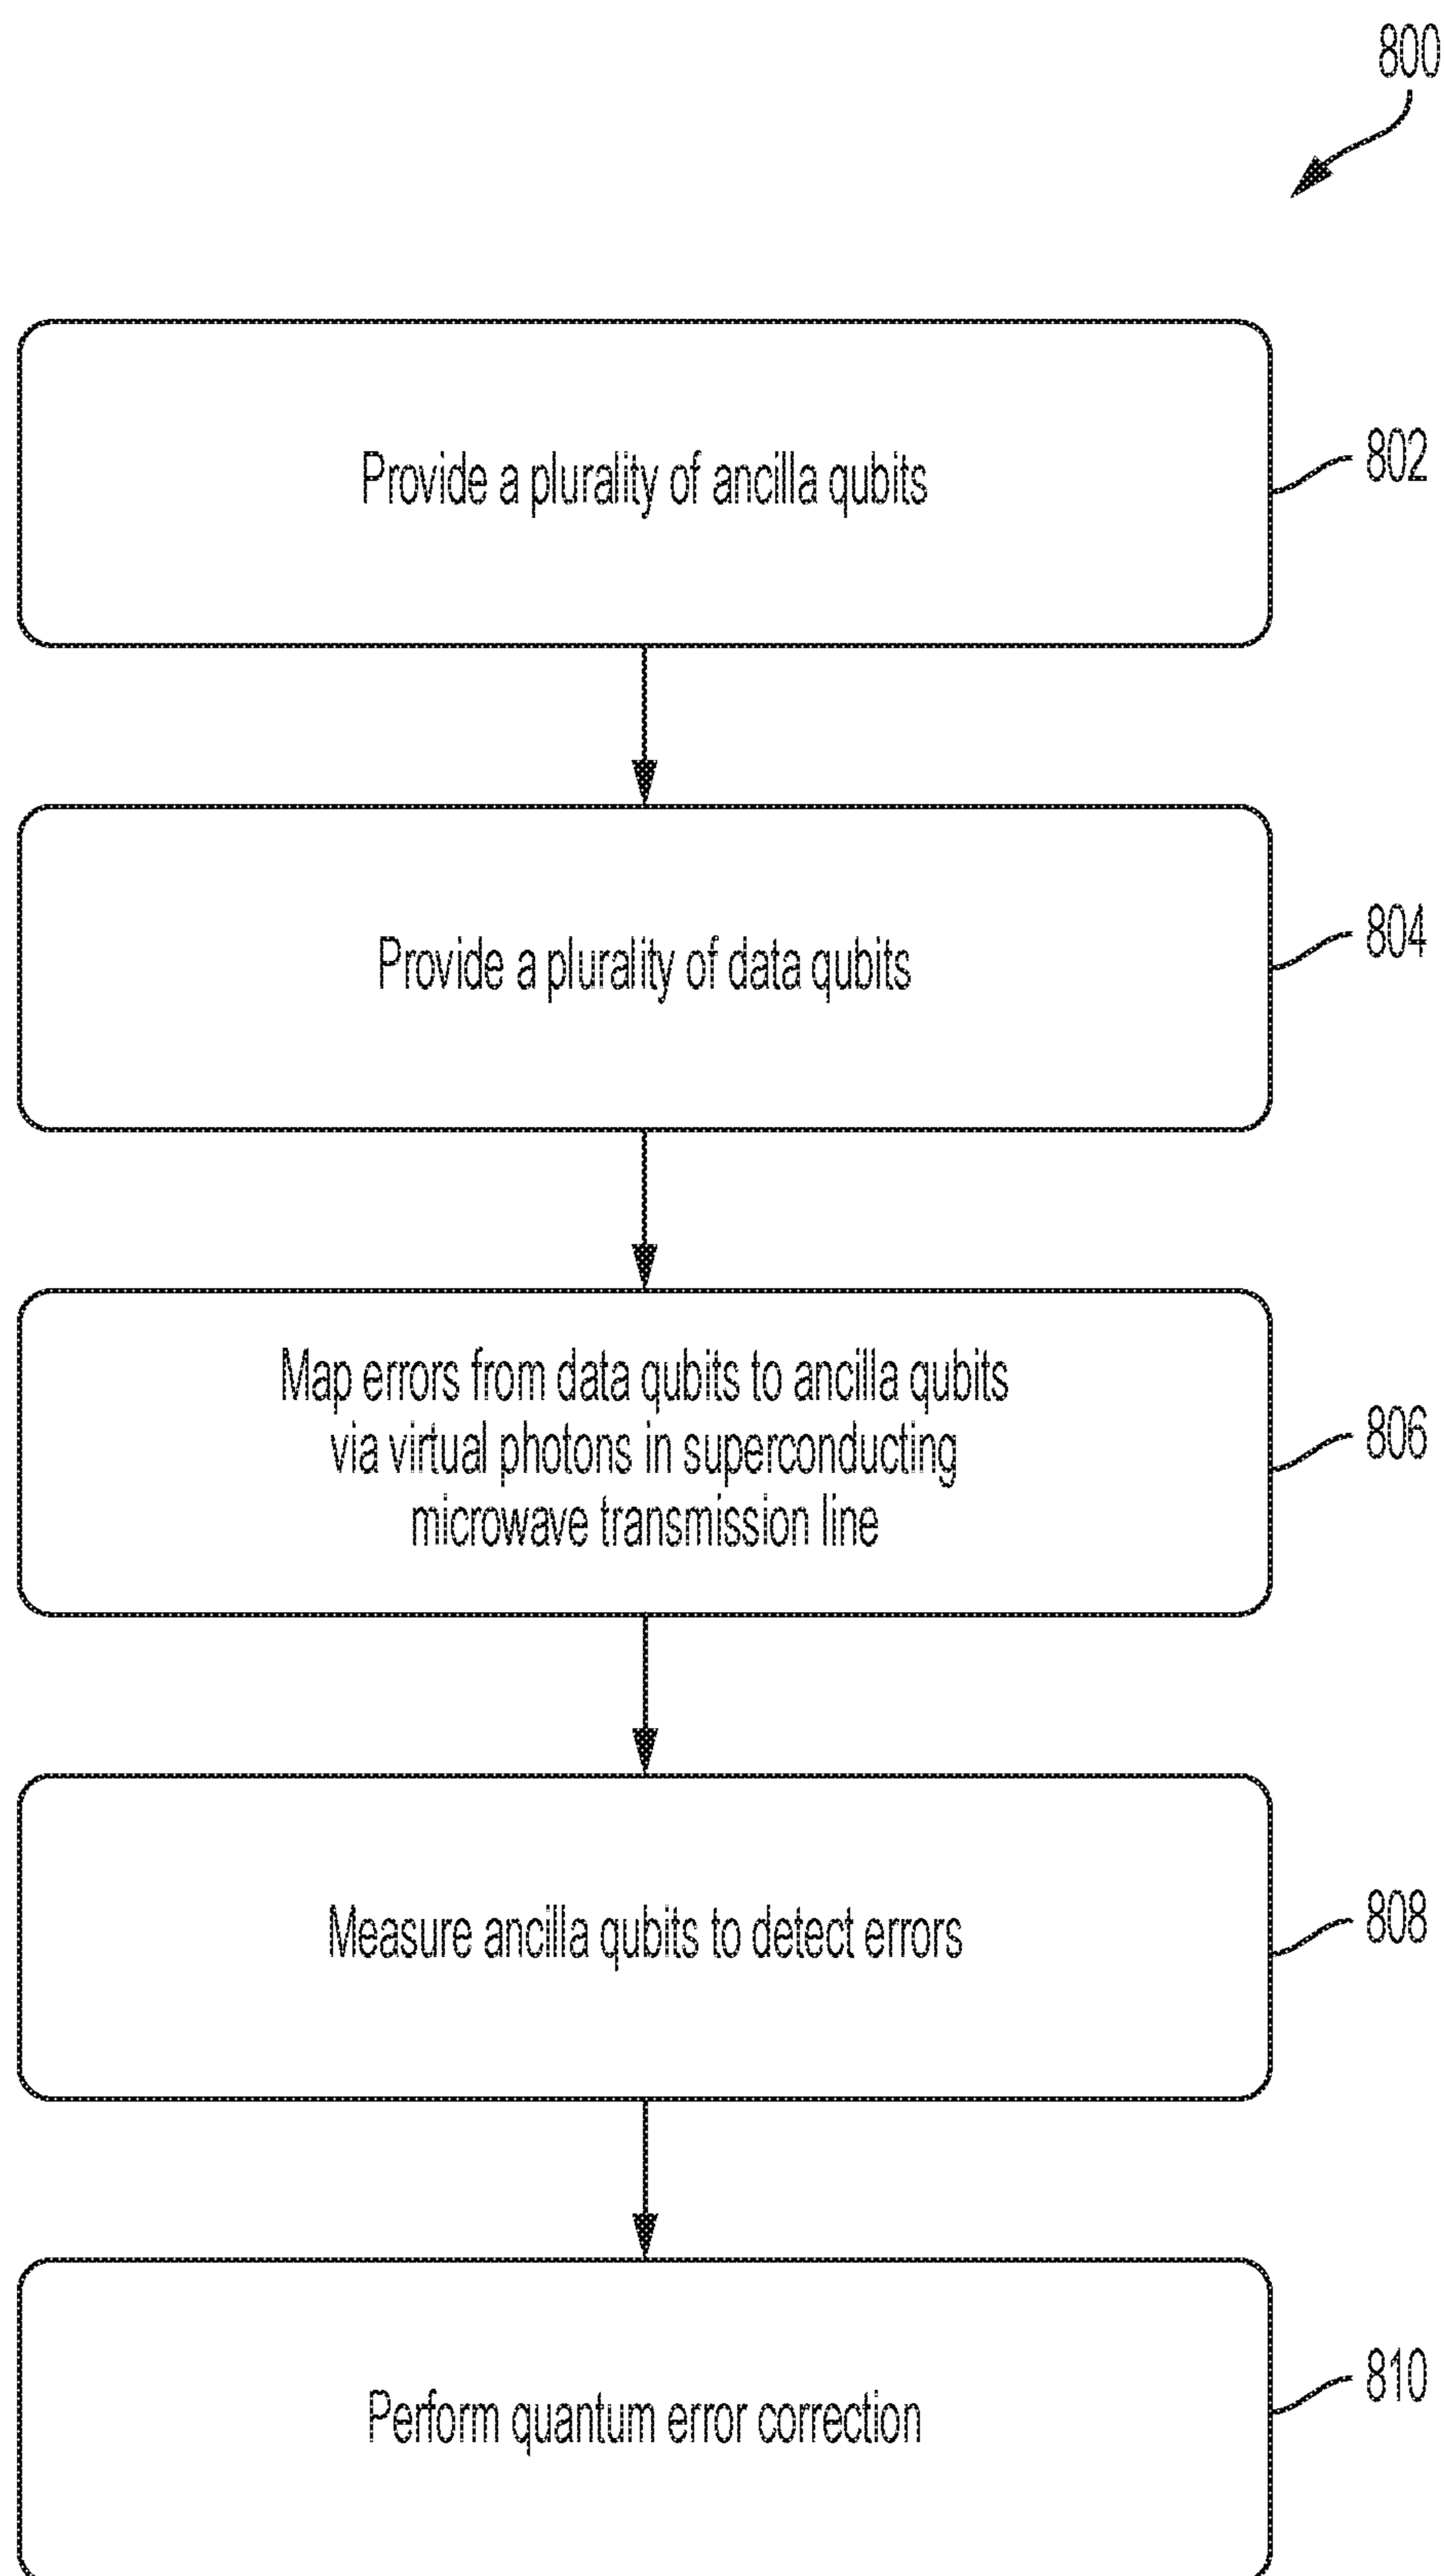 800
Provide a plurality of ancilla qubits
802
Provide a plurality of data qubits
804
Map errors from data qubits to ancilla qubits
via virtual photons in superconducting
microwave transmission line
806
Measure ancilla qubits to detect errors
808
Perform quantum error correction
810